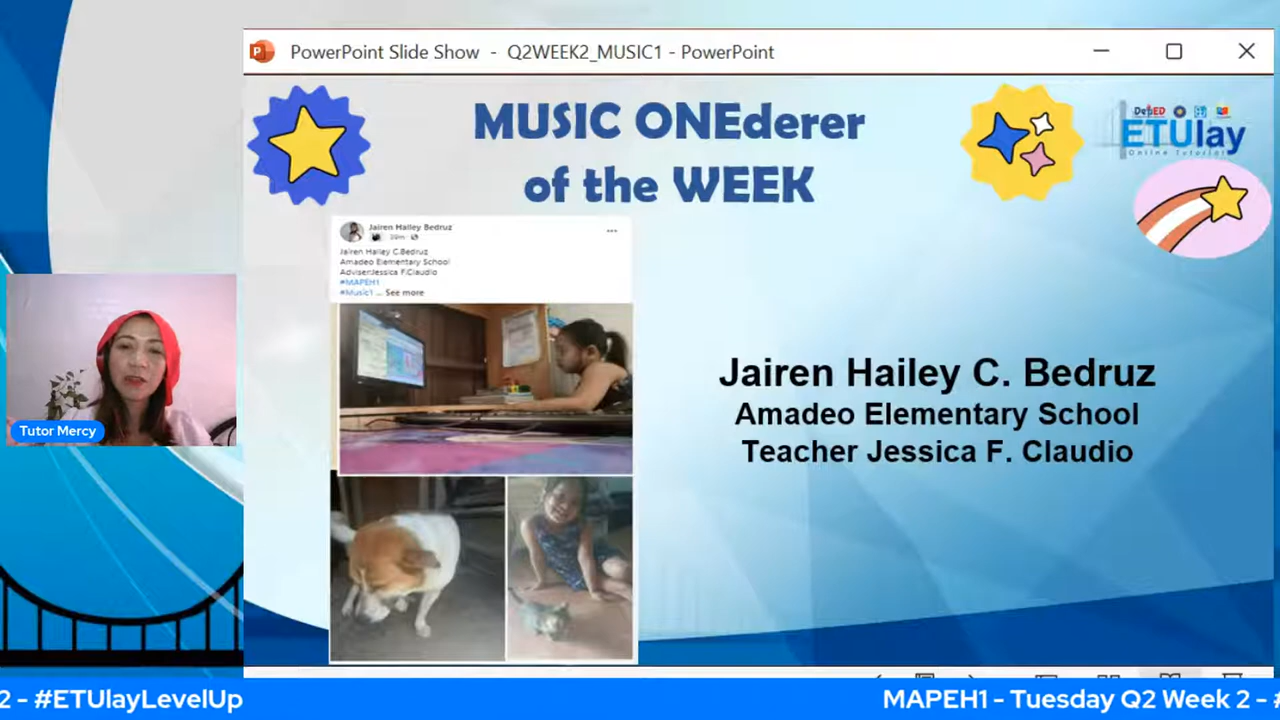 PowerPoint Slide Show - Q2WEEK2_MUSIC1 - PowerPoint
MUSIC ONEderer
of the WEEK
DepED
ETUlay
Online Tutorial
Jairen Hailey Bedruz
Jairen Hailey C.Bedruz
Amadeo Elementary School
Adviser:Jessica F.Claudio
#MAPEH1
#Music1 ... See more
Jairen Hailey C. Bedruz
Amadeo Elementary School
Teacher Jessica F. Claudio
Tutor Mercy
2 - #ETUlayLevelUp
MAPEH1 - Tuesday Q2 Week 2 - #